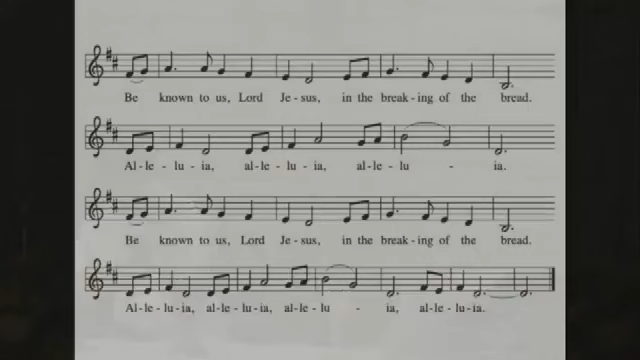 Be known to us, Lord Je - sus, in the break - ing of the bread.
Al - le - lu - ia, al - le - lu - ia, al - le - lu - ia.
Be known to us, Lord Je - sus, in the break - ing of the bread.
Al - le - lu - ia, al - le - lu - ia, al - le - lu - ia, al - le - lu - ia.